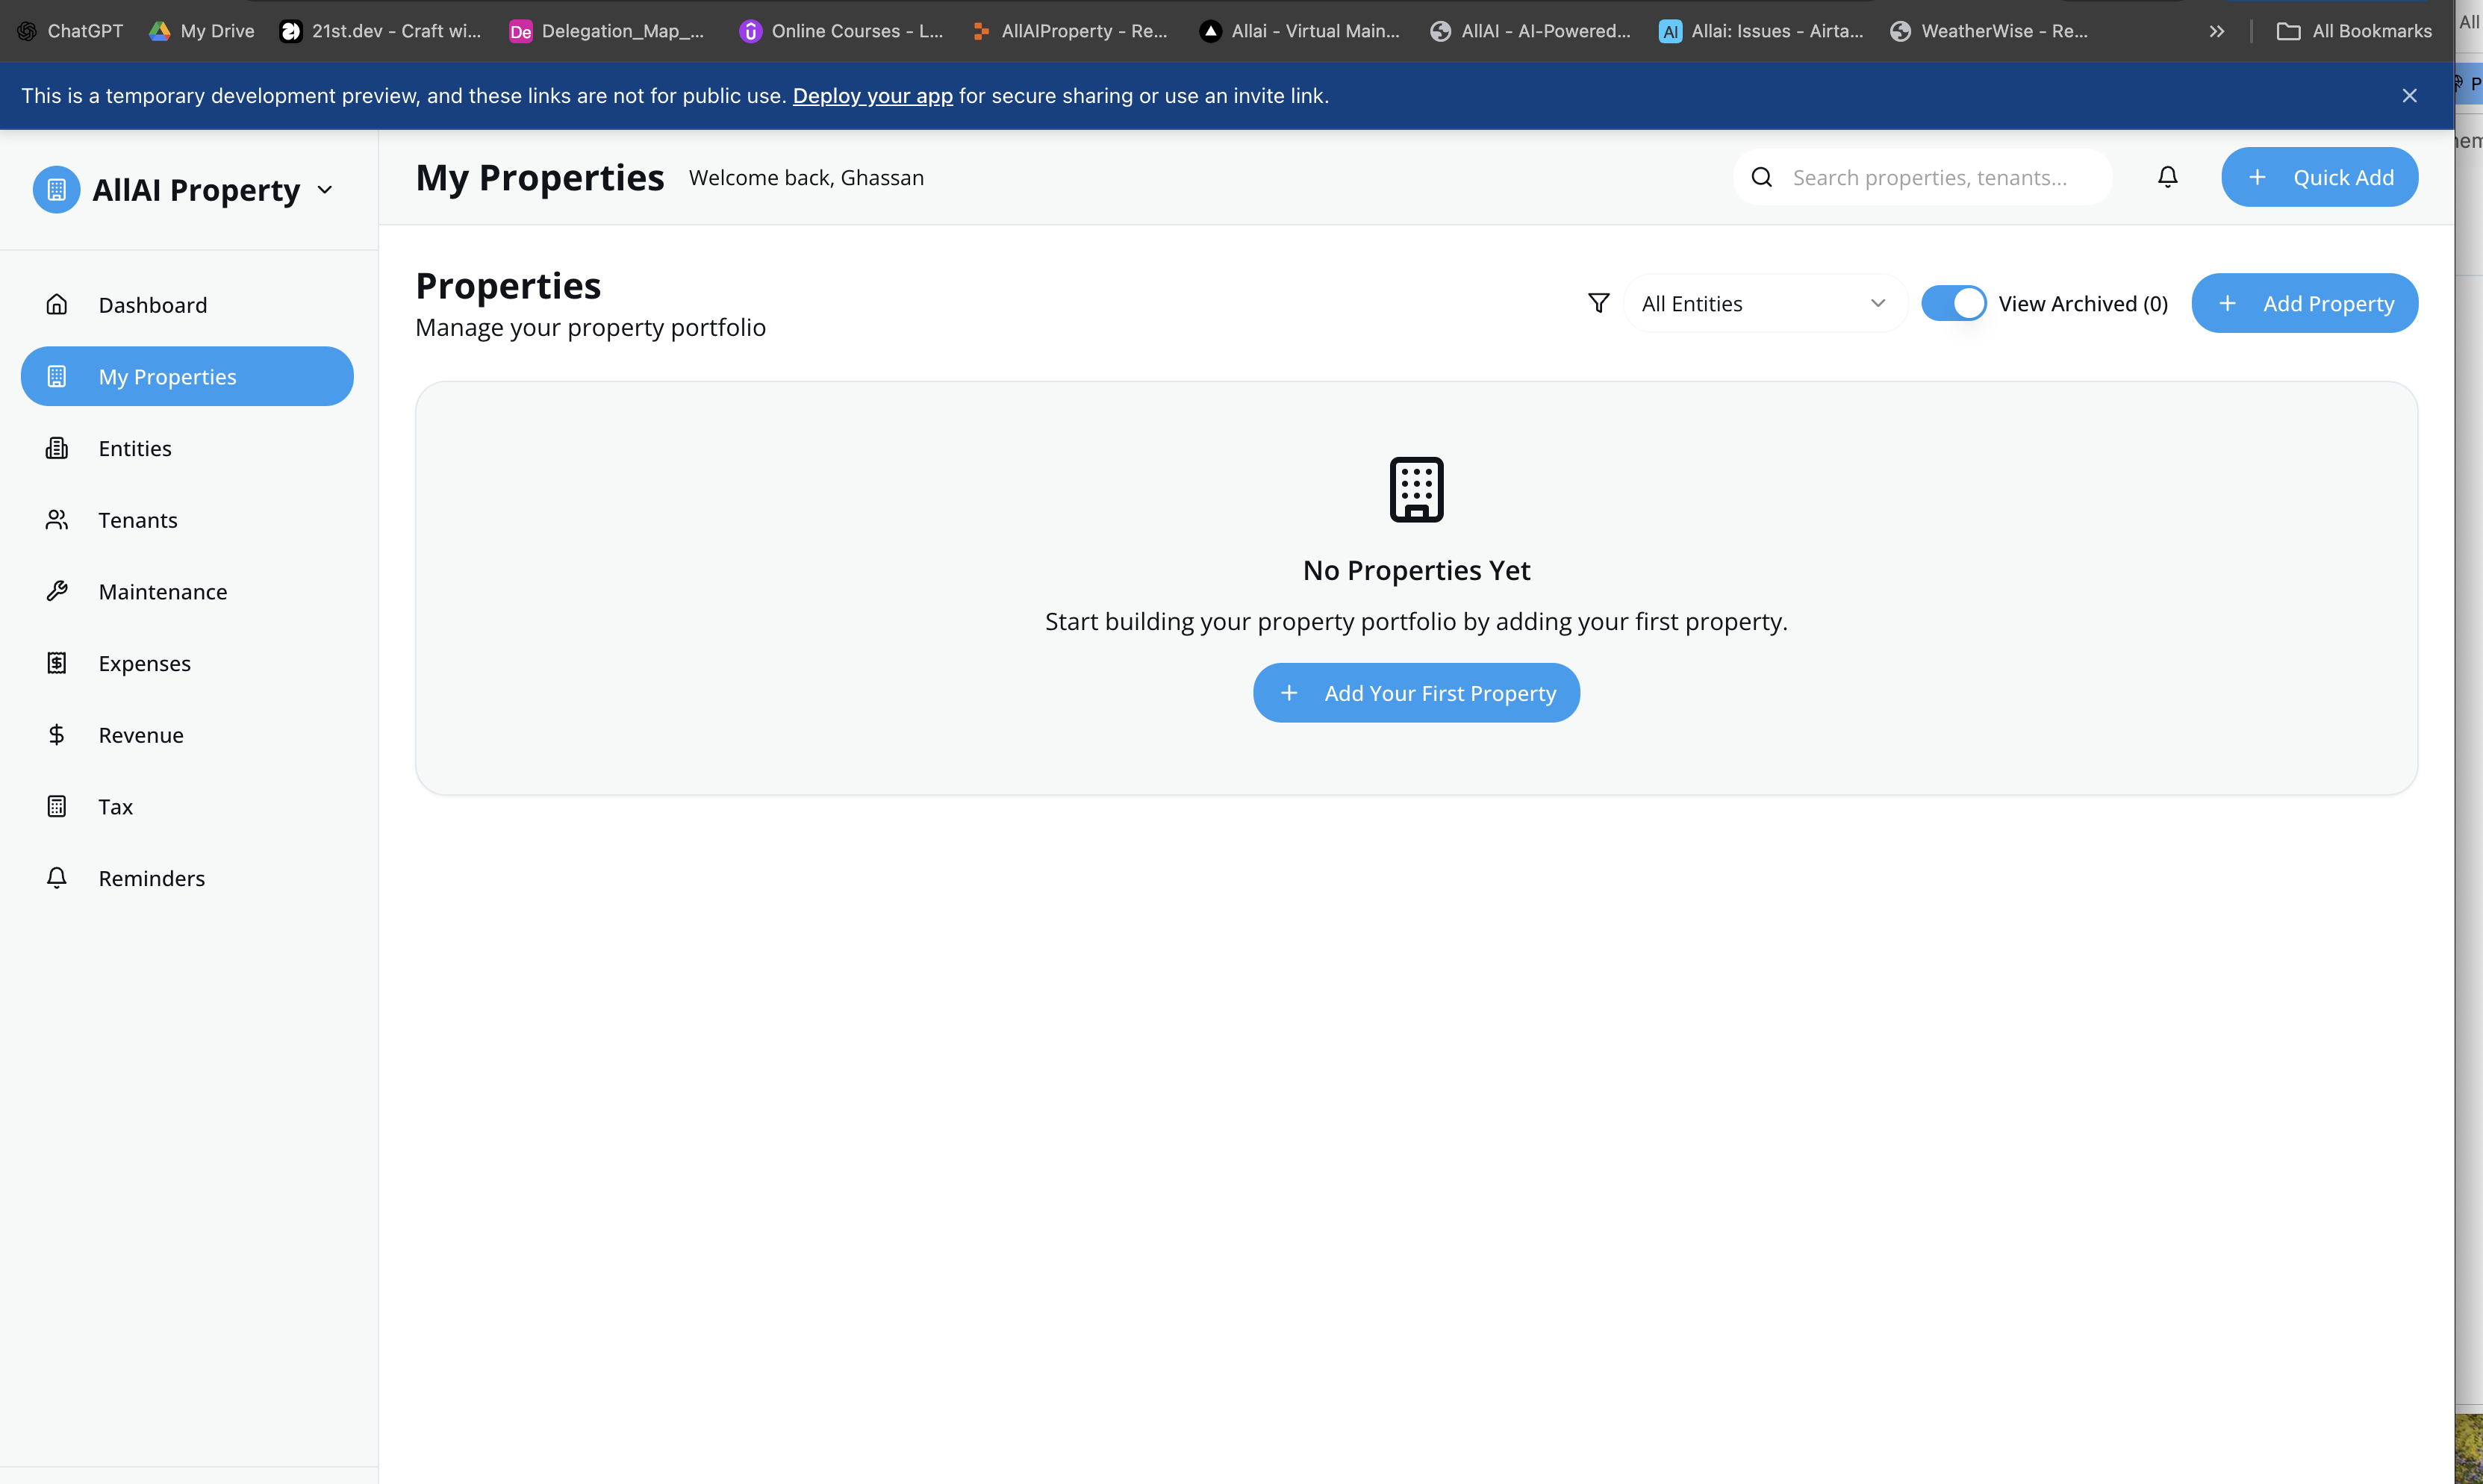 ChatGPT My Drive 21st.dev - Craft wi... De Delegation_Map_... Online Courses - L... AllAIProperty - Re... Allai - Virtual Main... AllAI - AI-Powered... AI Allai: Issues - Airta... WeatherWise - Re... All Bookmarks All
This is a temporary development preview, and these links are not for public use. Deploy your app for secure sharing or use an invite link.
AllAI Property
My Properties Welcome back, Ghassan Search properties, tenants... Quick Add
Dashboard
My Properties
Entities
Tenants
Maintenance
Expenses
Revenue
Tax
Reminders
Properties
Manage your property portfolio
All Entities View Archived (0) Add Property
No Properties Yet
Start building your property portfolio by adding your first property.
Add Your First Property